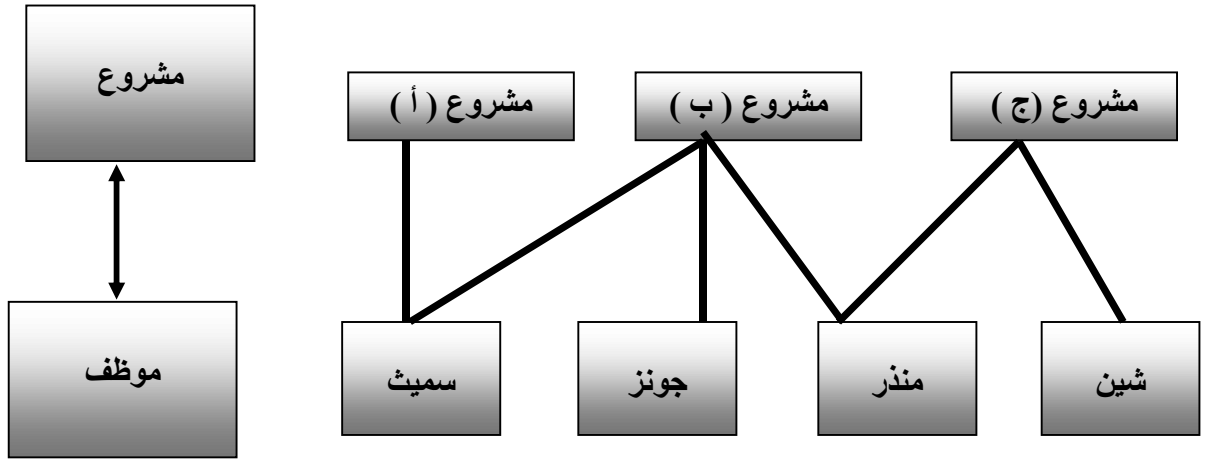 مشروع
موظف
مشروع ( أ )
مشروع ( ب )
مشروع (ج )
سميث
جونز
منذر
شين